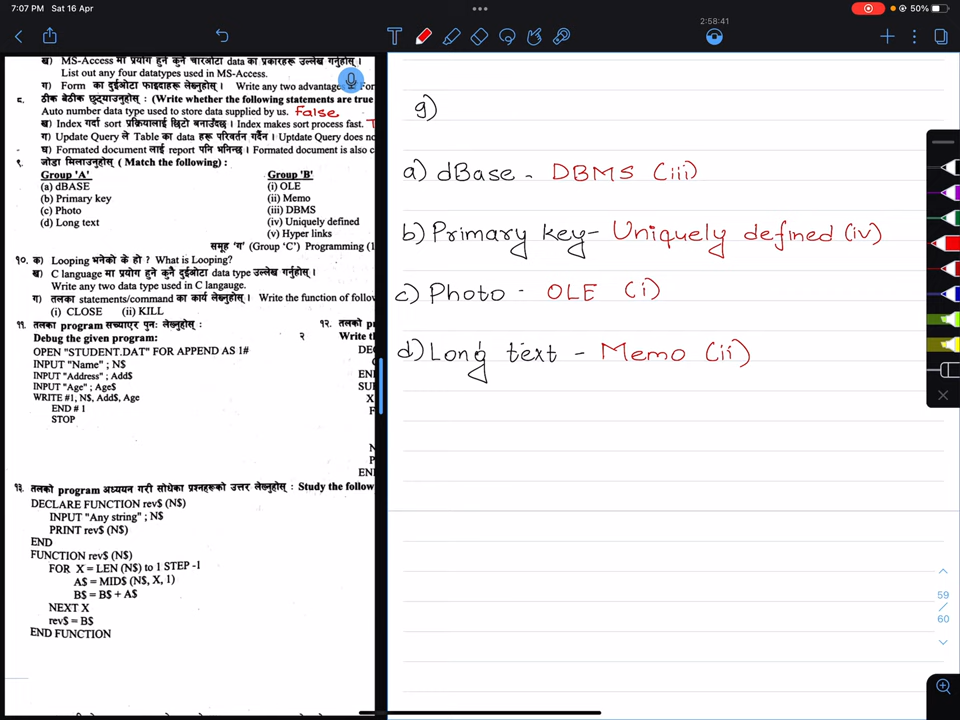 7:07 PM Sat 16 Apr
50%
2:58:41
ख) MS-Access मा प्रयोग हुने कुनै चारओटा data का प्रकारहरू उल्लेख गर्नुहोस् ।
List out any four datatypes used in MS-Access.
ग) Form का दुईओटा फाइदाहरू लेख्नुहोस् । Write any two advantage For
८. ठीक बेठीक छुट्याउनुहोस् : (Write whether the following statements are true
Auto number data type used to store data supplied by us. False
ख) Index गर्दा sort प्रक्रियालाई छिटो बनाउँदछ । Index makes sort process fast. T
ग) Update Query ले Table का data हरू परिवर्तन गर्दैन । Uptdate Query does no
घ) Formated document लाई report पनि भनिन्छ । Formated document is also c
९. जोडा मिलाउनुहोस् ( Match the following) :
Group 'A' Group 'B'
(a) dBASE (i) OLE
(b) Primary key (ii) Memo
(c) Photo (iii) DBMS
(d) Long text (iv) Uniquely defined
(v) Hyper links
समूह 'ग' (Group 'C') Programming (1
१०. क) Looping भनेको के हो ? What is Looping?
ख) C language मा प्रयोग हुने कुनै दुईओटा data type उल्लेख गर्नुहोस् ।
Write any two data type used in C langauge.
ग) तलका statements/command का कार्य लेख्नुहोस् । Write the function of follov
(i) CLOSE (ii) KILL
११. तलका program सच्याएर पुनः लेख्नुहोस् : १२. तलको pr
Debug the given program: २ Write th
OPEN "STUDENT.DAT" FOR APPEND AS 1# DEC
INPUT "Name" ; N$
INPUT "Address" ; Add$ EN
INPUT "Age" ; Age$ SUI
WRITE #1, N$, Add$, Age X
END # 1 F
STOP
N
P
ENI
१३. तलको program अध्ययन गरी सोधेका प्रश्नहरूको उत्तर लेख्नुहोस् : Study the follow
DECLARE FUNCTION rev$ (N$)
INPUT "Any string" ; N$
PRINT rev$ (N$)
END
FUNCTION rev$ (N$)
FOR X = LEN (N$) to 1 STEP -1
A$ = MID$ (N$, X, 1)
B$ = B$ + A$
NEXT X
rev$ = B$
END FUNCTION
9)
a) dBase - DBMS (iii)
b) Primary key- Uniquely defined (iv)
c) Photo - OLE (i)
d) Long text - Memo (ii)
59
/
60